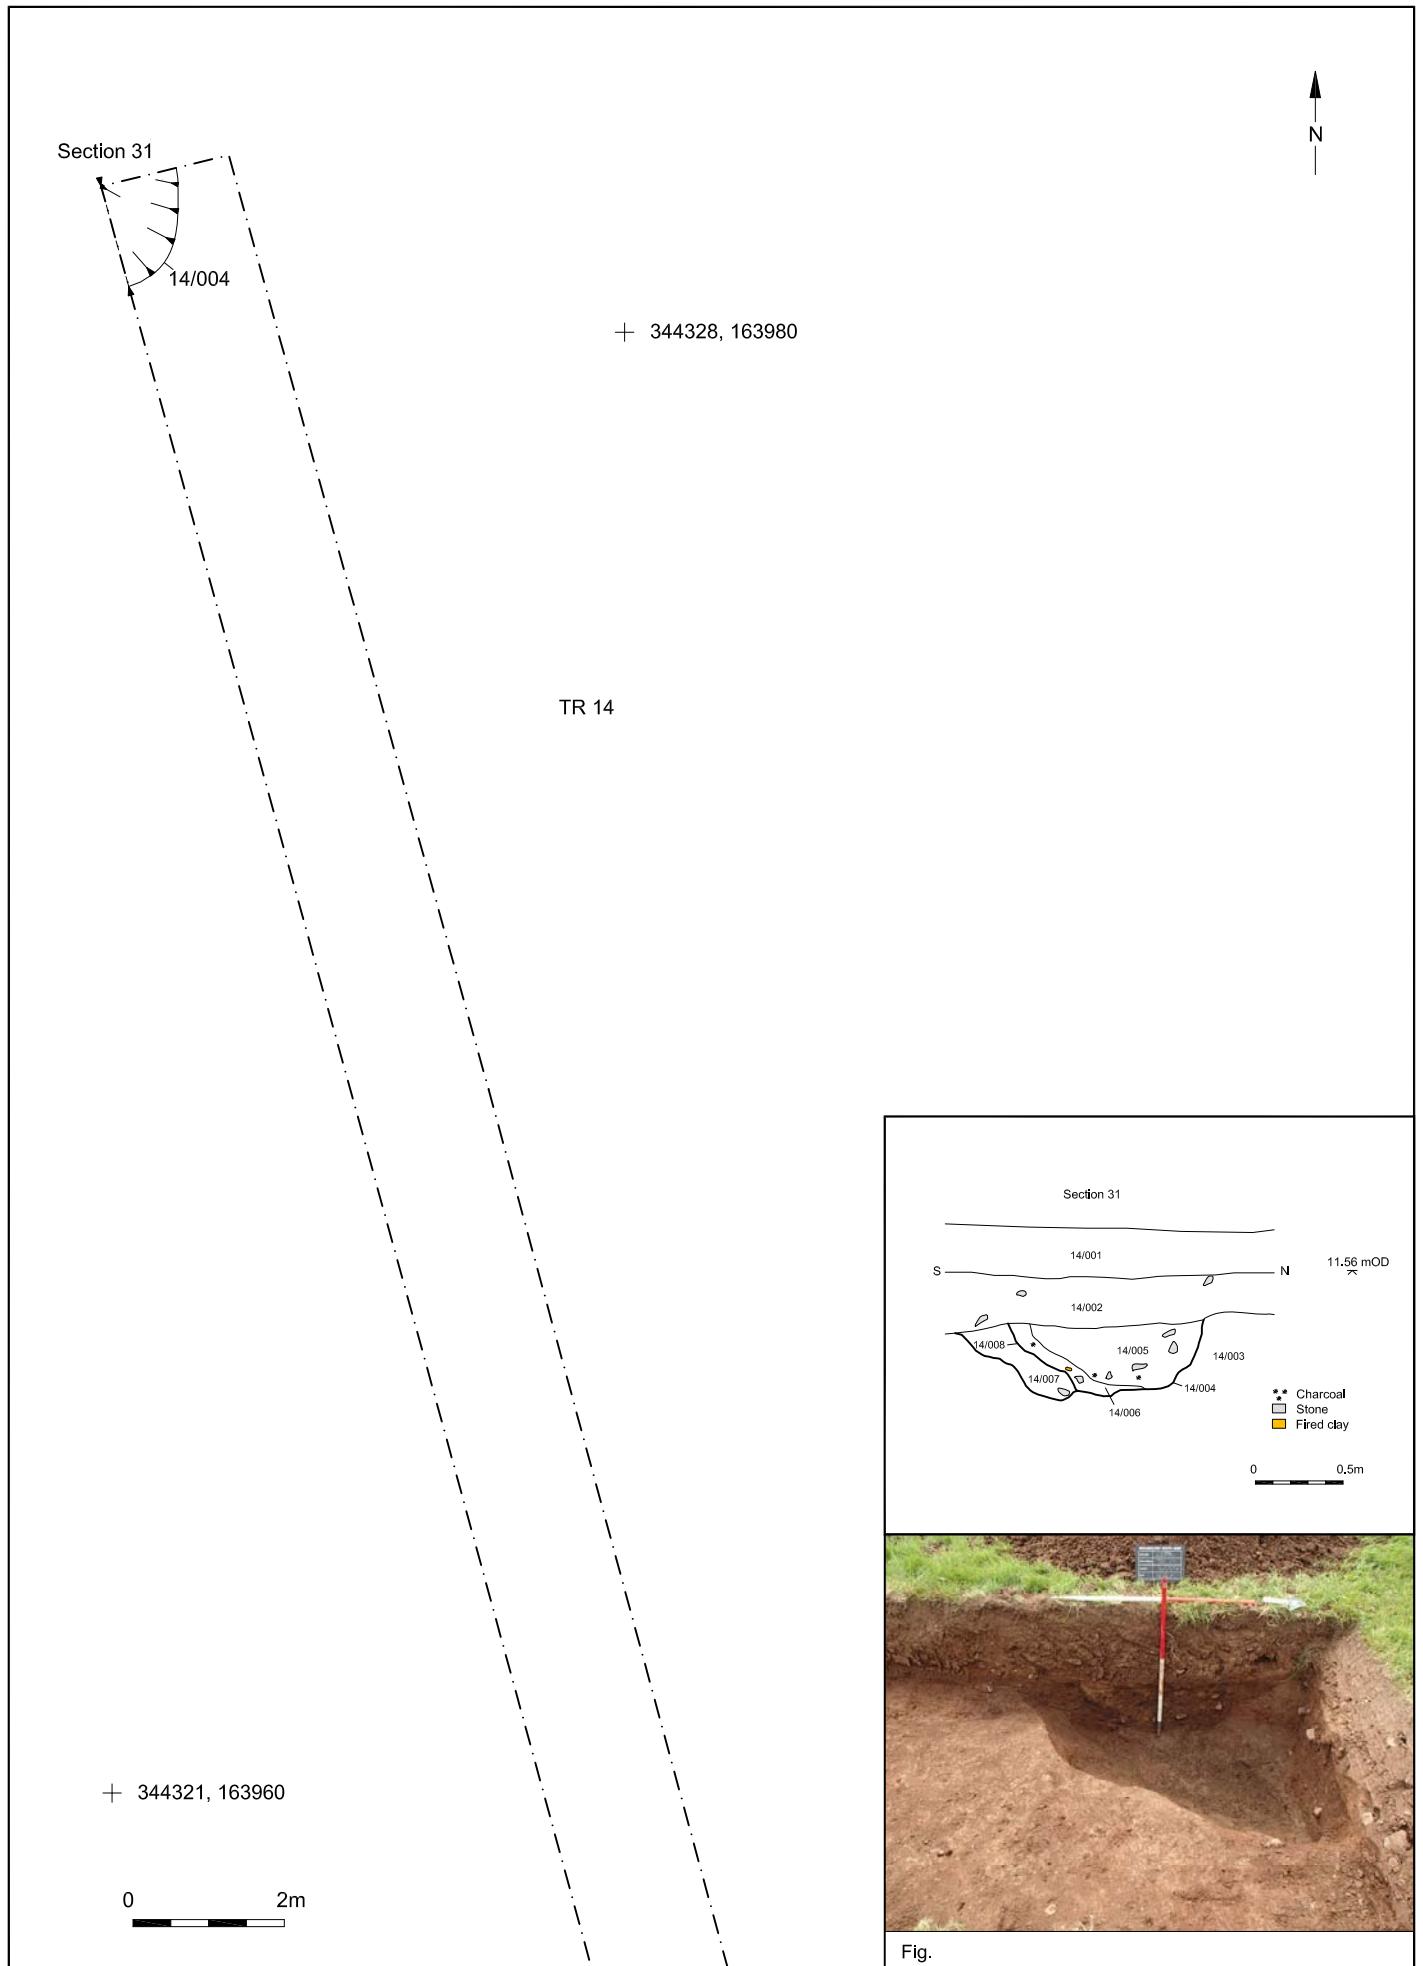 N
Section 31
14/004
344328, 163980
TR 14
344321, 163960
0 2m
Section 31
14/001
S N 11.56 mOD
14/002
14/008 14/005 14/003
14/007 14/004
14/006
Charcoal
Stone
Fired clay
0 0.5m
Fig.